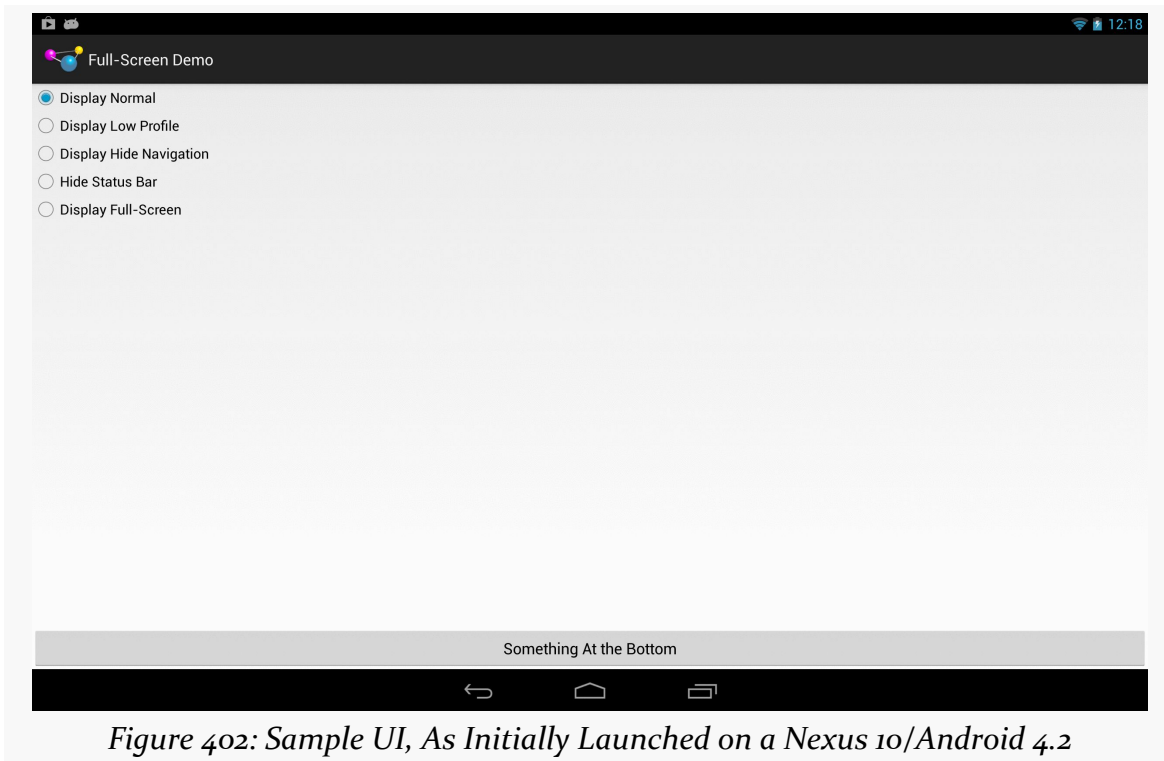 12:18
Full-Screen Demo
Display Normal
Display Low Profile
Display Hide Navigation
Hide Status Bar
Display Full-Screen
Something At the Bottom
Figure 402: Sample UI, As Initially Launched on a Nexus 10/Android 4.2